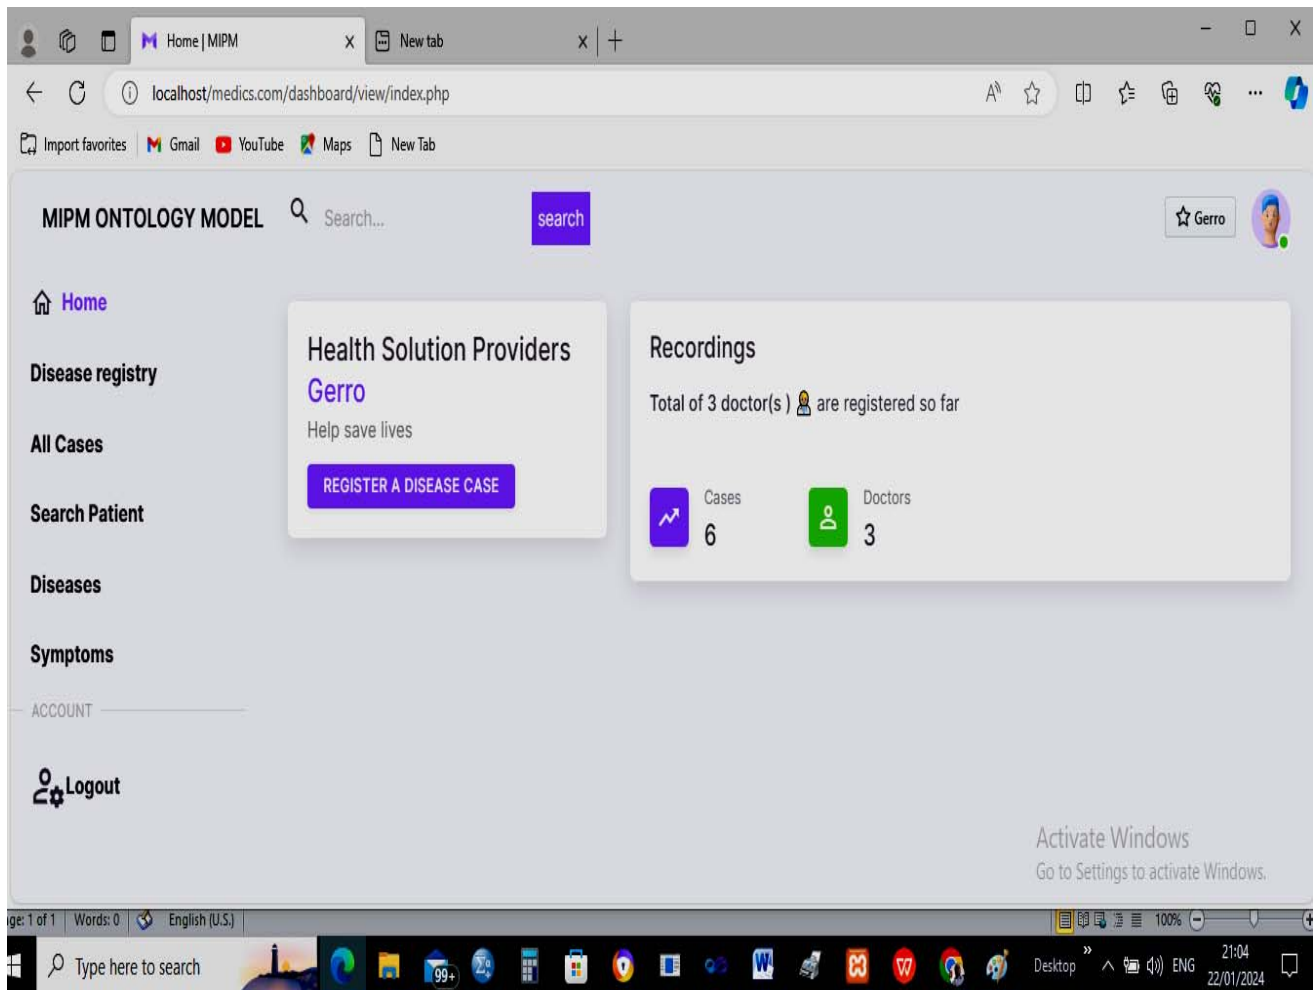 Home | MIPM
New tab
localhost/medics.com/dashboard/view/index.php
Import favorites Gmail YouTube Maps New Tab
MIPM ONTOLOGY MODEL
Search...
search
Gerro
Home
Disease registry
All Cases
Search Patient
Diseases
Symptoms
ACCOUNT
Logout
Health Solution Providers
Gerro
Help save lives
REGISTER A DISEASE CASE
Recordings
Total of 3 doctor(s ) are registered so far
Cases
6
Doctors
3
Activate Windows
Go to Settings to activate Windows.
ge: 1 of 1 Words: 0 English (U.S.) 100%
Type here to search
99+
Desktop
ENG
21:04
22/01/2024